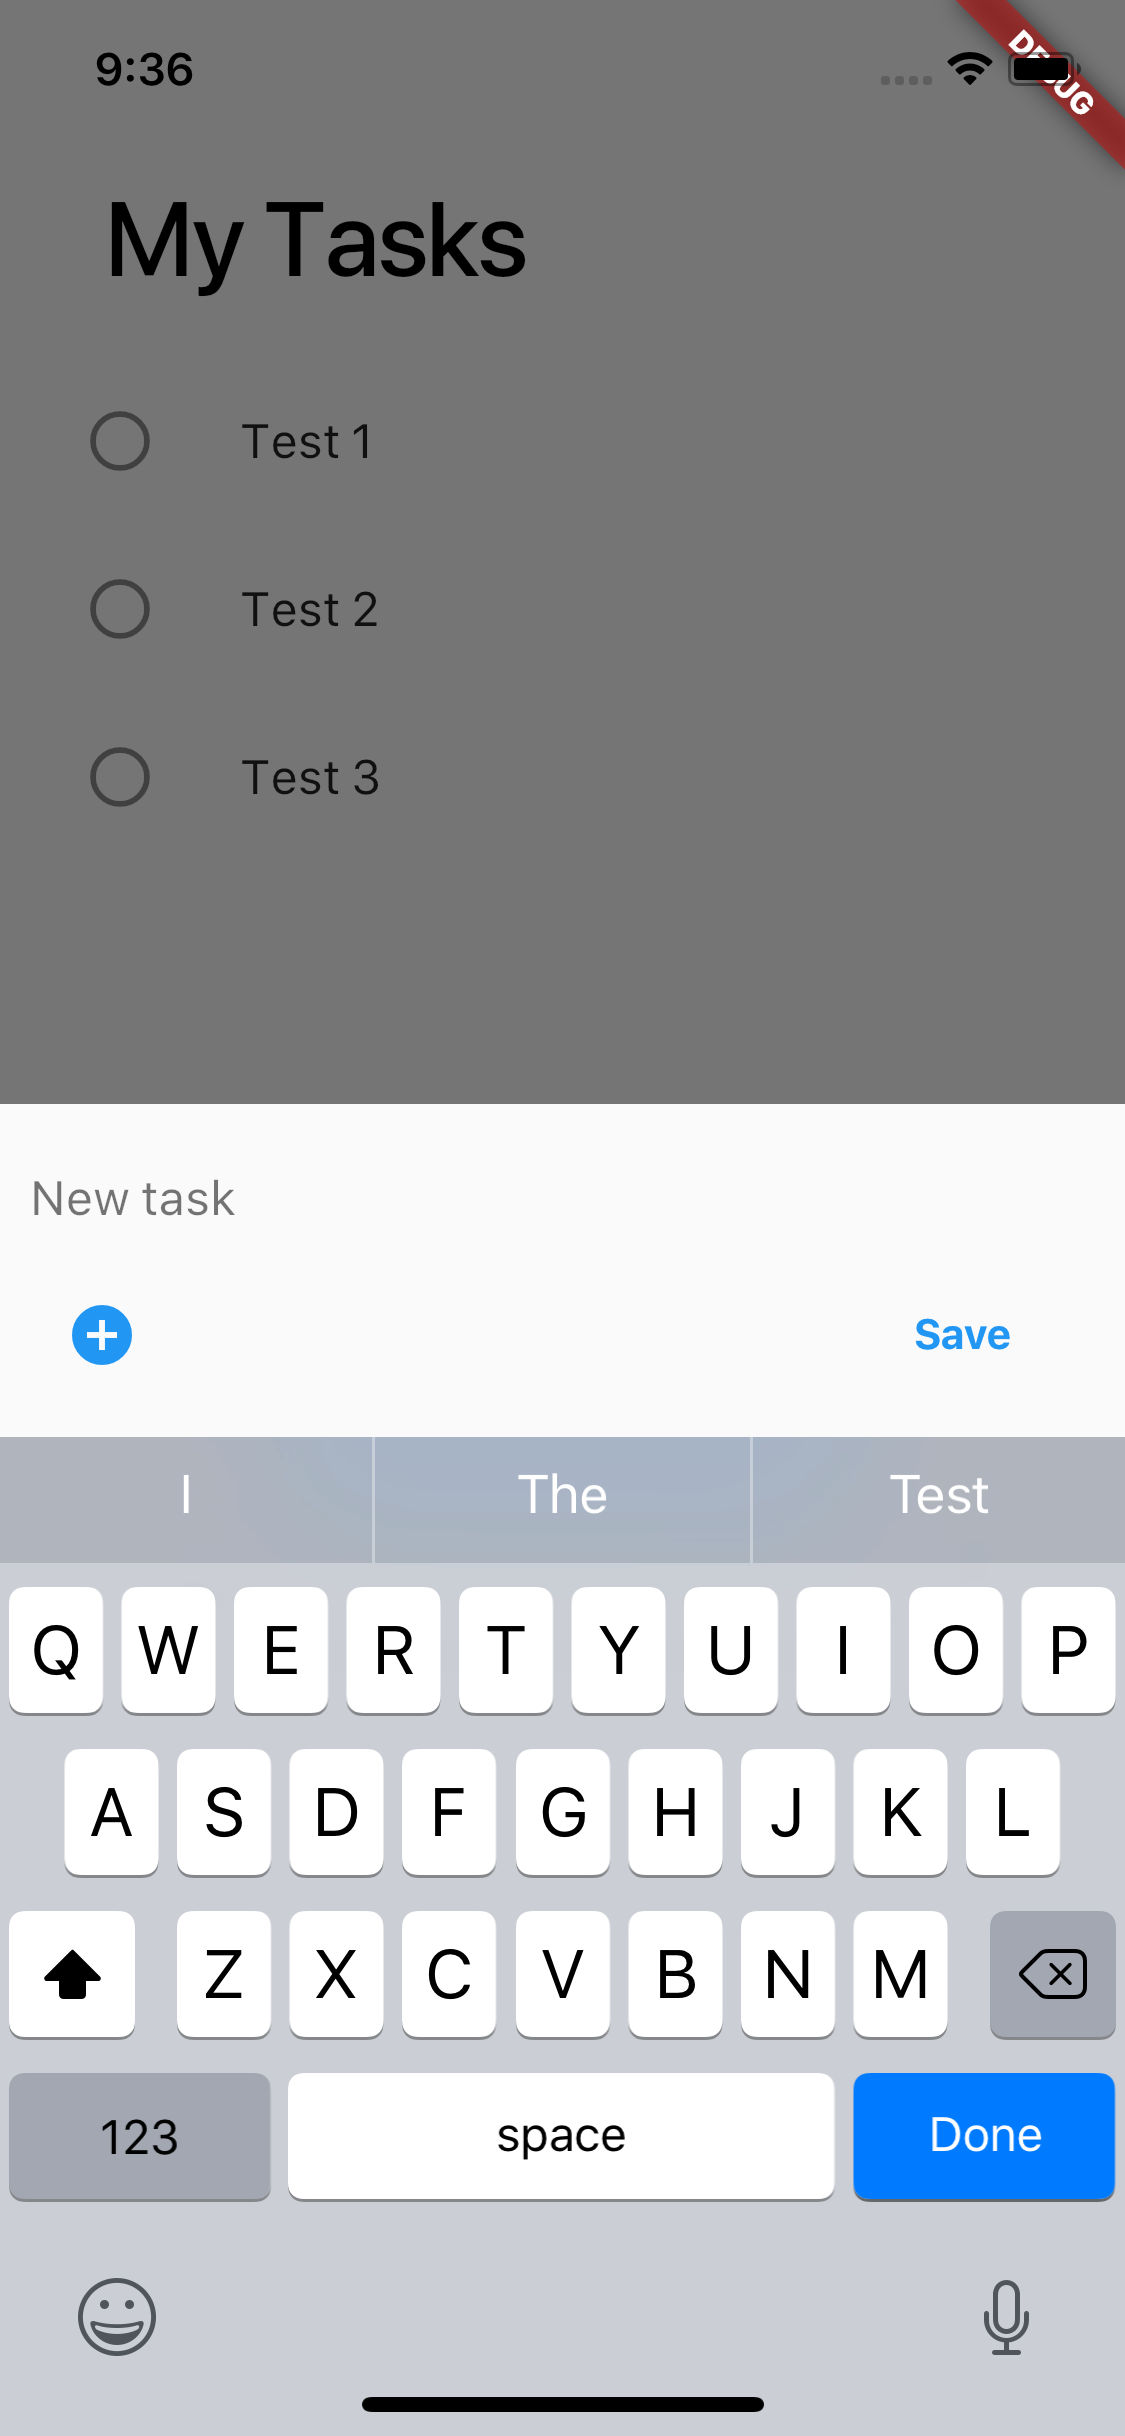 9:36
DEBUG
My Tasks
Test 1
Test 2
Test 3
New task
Save
I The Test
Q W E R T Y U I O P
A S D F G H J K L
Z X C V B N M
123 space Done